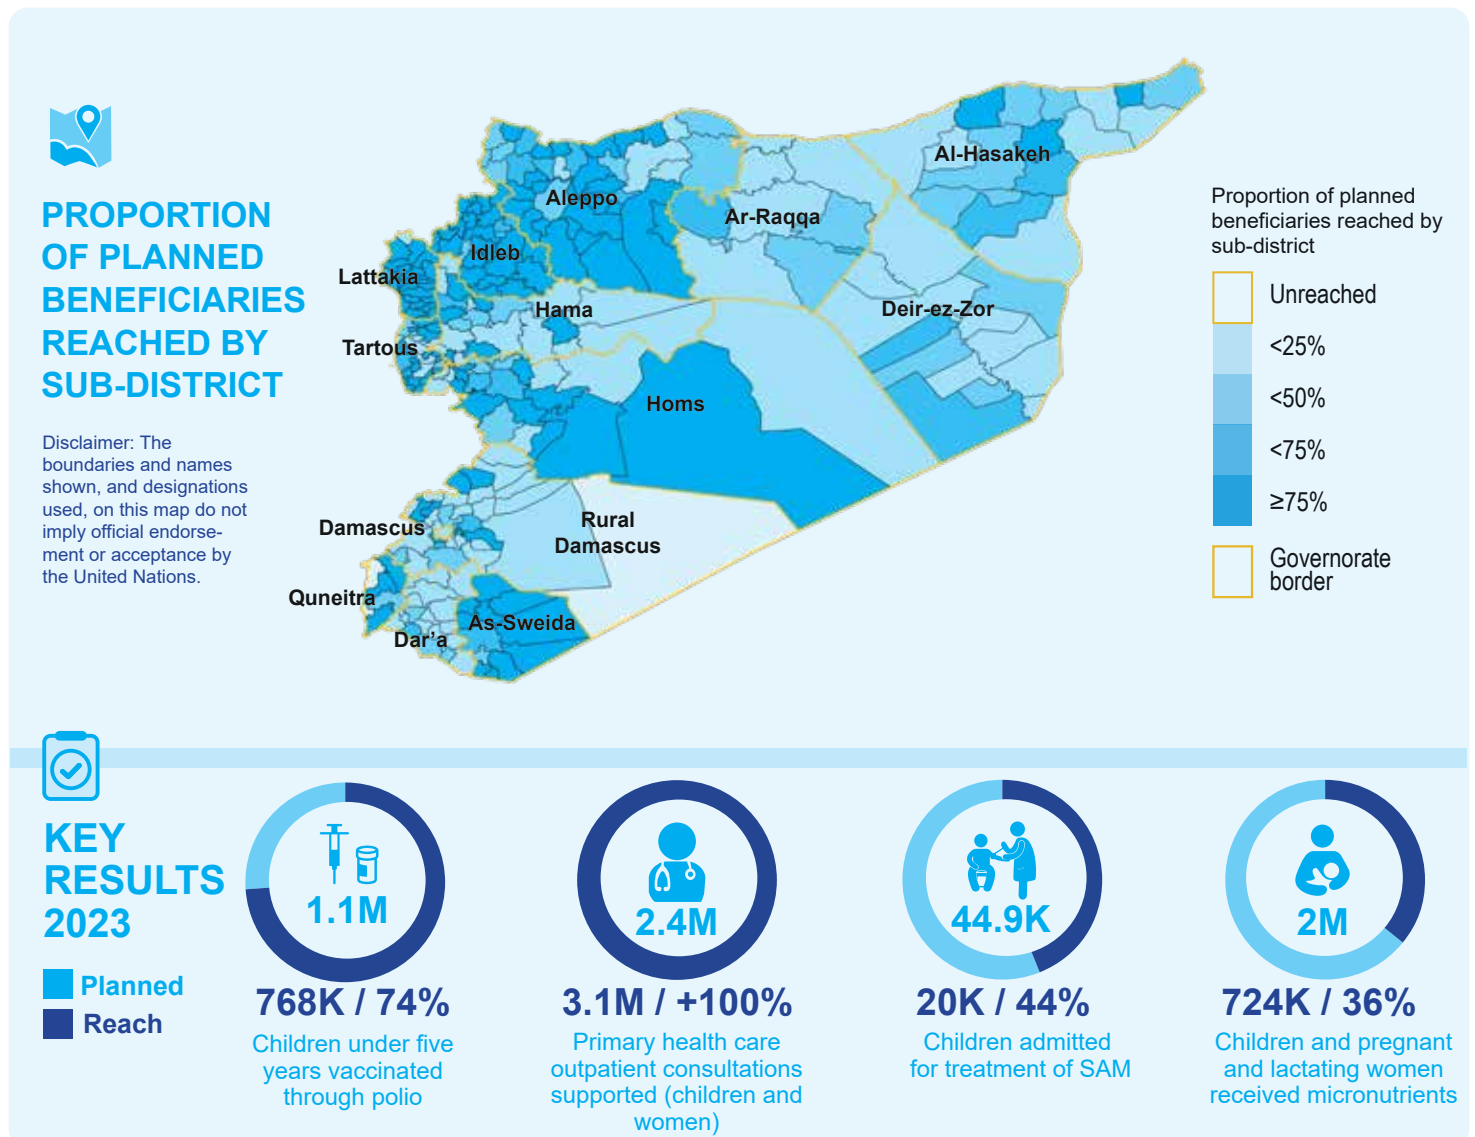 PROPORTION
OF PLANNED
BENEFICIARIES
REACHED BY
SUB-DISTRICT
Disclaimer: The
boundaries and names
shown, and designations
used, on this map do not
imply official endorse-
ment or acceptance by
the United Nations.
Al-Hasakeh
Aleppo
Ar-Raqqa
Idleb
Lattakia
Hama
Deir-ez-Zor
Tartous
Homs
Damascus
Rural
Damascus
Quneitra
As-Sweida
Dar’a
Proportion of planned
beneficiaries reached by
sub-district
Unreached
<25%
<50%
<75%
≥75%
Governorate
border
KEY
RESULTS
2023
Planned
Reach
1.1M
768K / 74%
Children under five
years vaccinated
through polio
2.4M
3.1M / +100%
Primary health care
outpatient consultations
supported (children and
women)
44.9K
20K / 44%
Children admitted
for treatment of SAM
2M
724K / 36%
Children and pregnant
and lactating women
received micronutrients